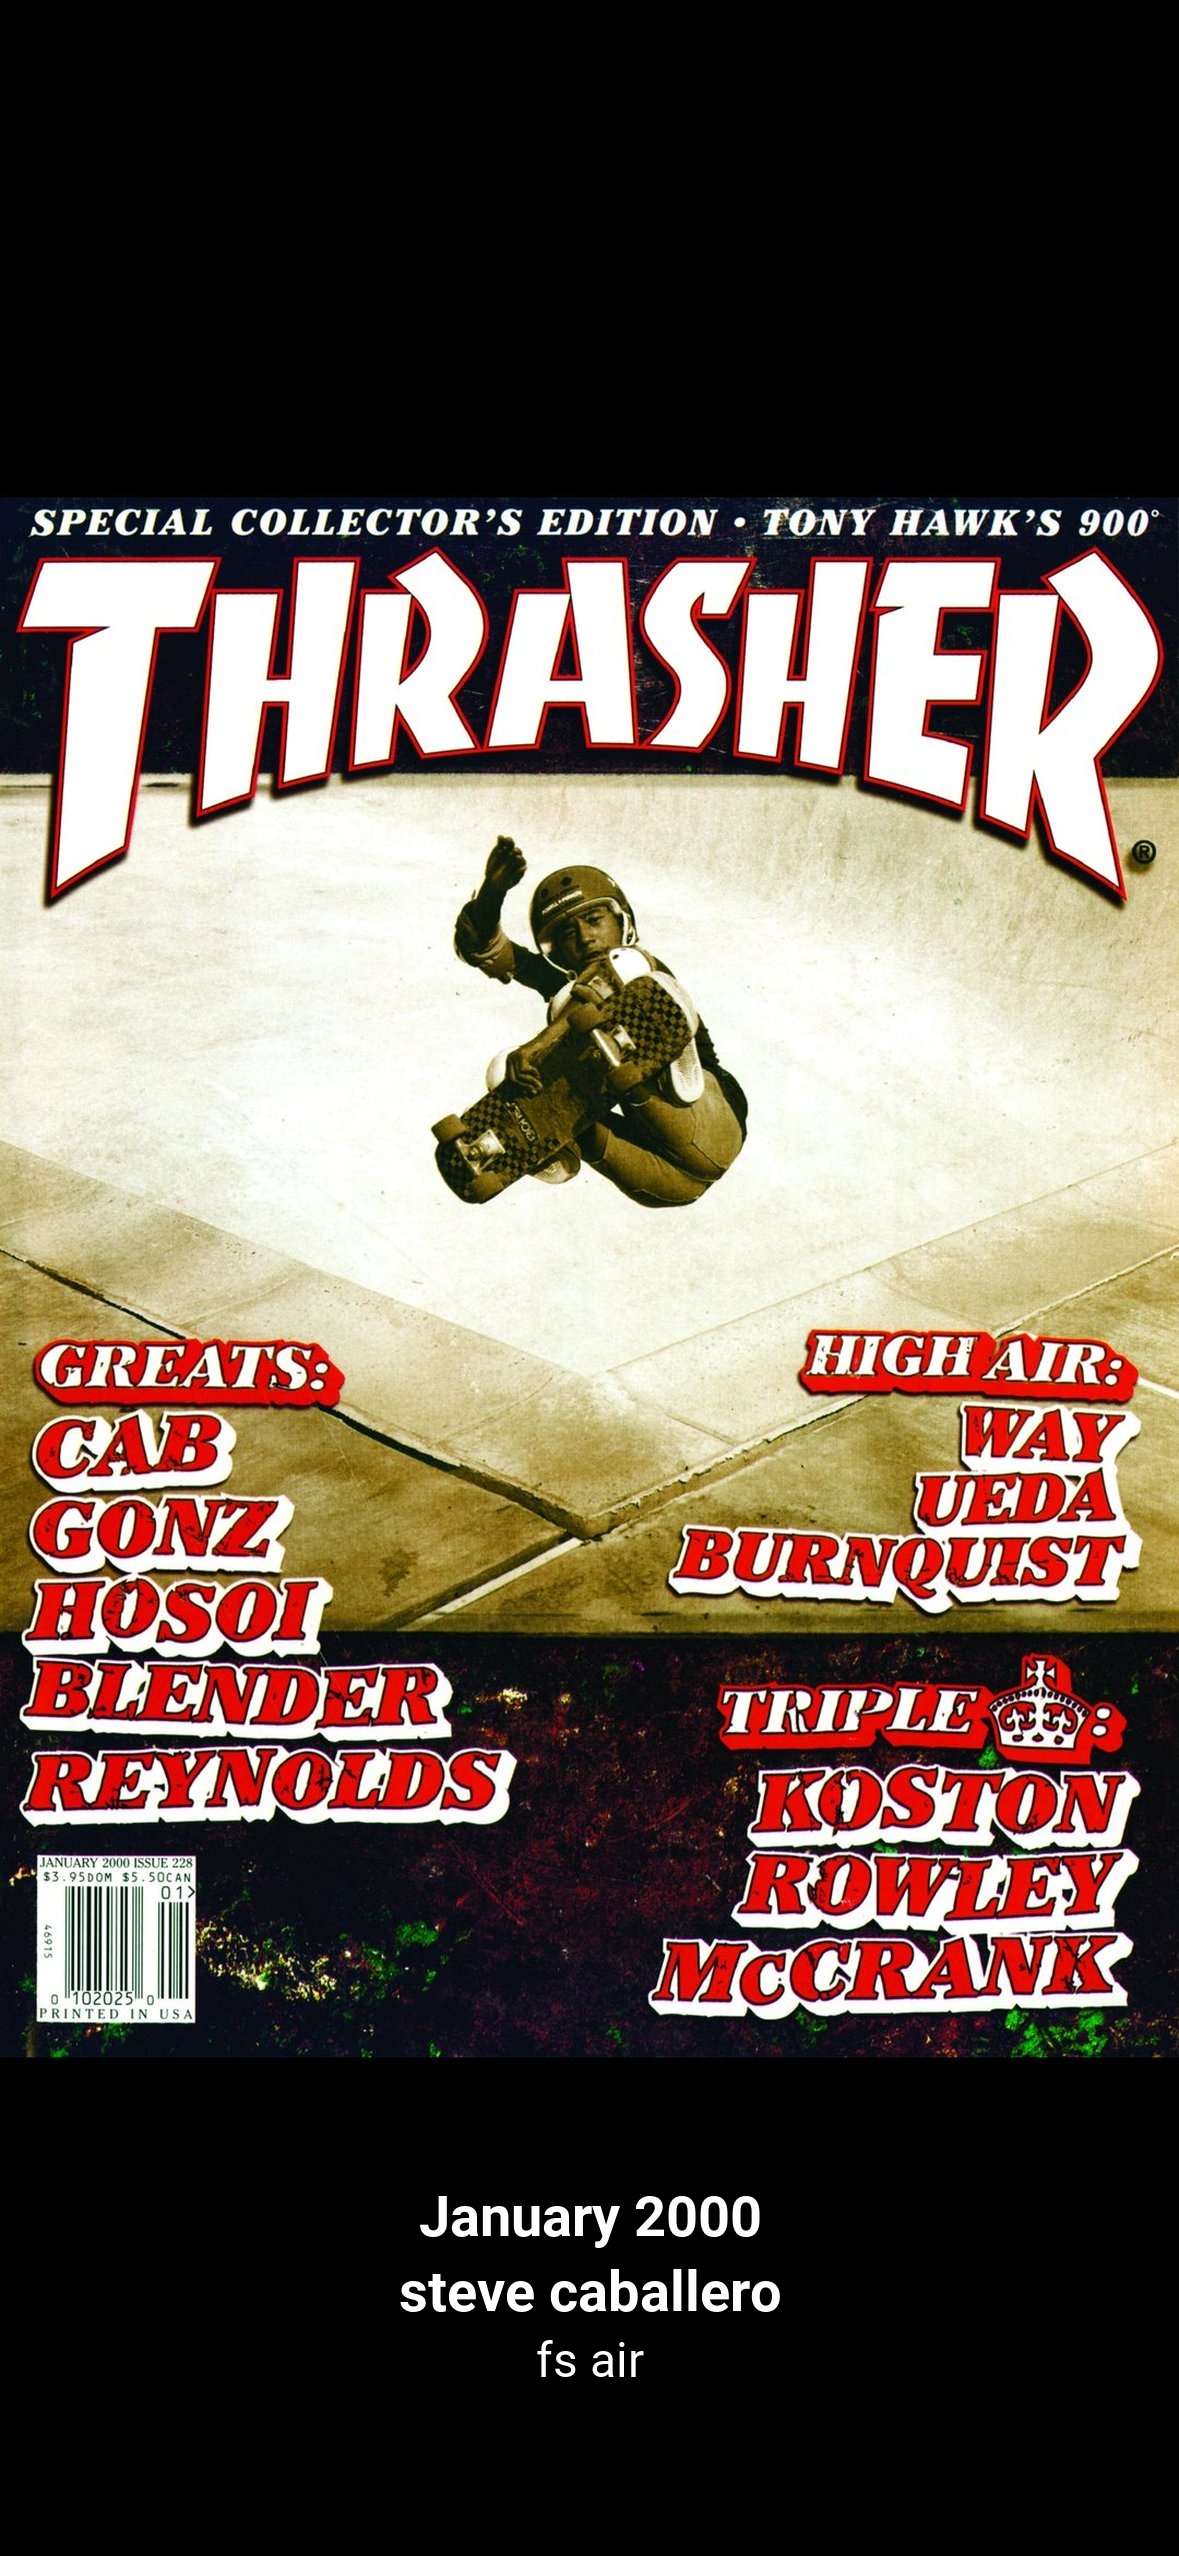 SPECIAL COLLECTOR'S EDITION • TONY HAWK'S 900°
THRASHER
®
GREATS:
CAB
GONZ
HOSOI
BLENDER
REYNOLDS
HIGH AIR:
WAY
UEDA
BURNQUIST
TRIPLE :
KOSTON
ROWLEY
McCRANK
JANUARY 2000 ISSUE 228
$3.95DOM $5.50CAN
01>
46915
0 102025 0
PRINTED IN USA
January 2000
steve caballero
fs air